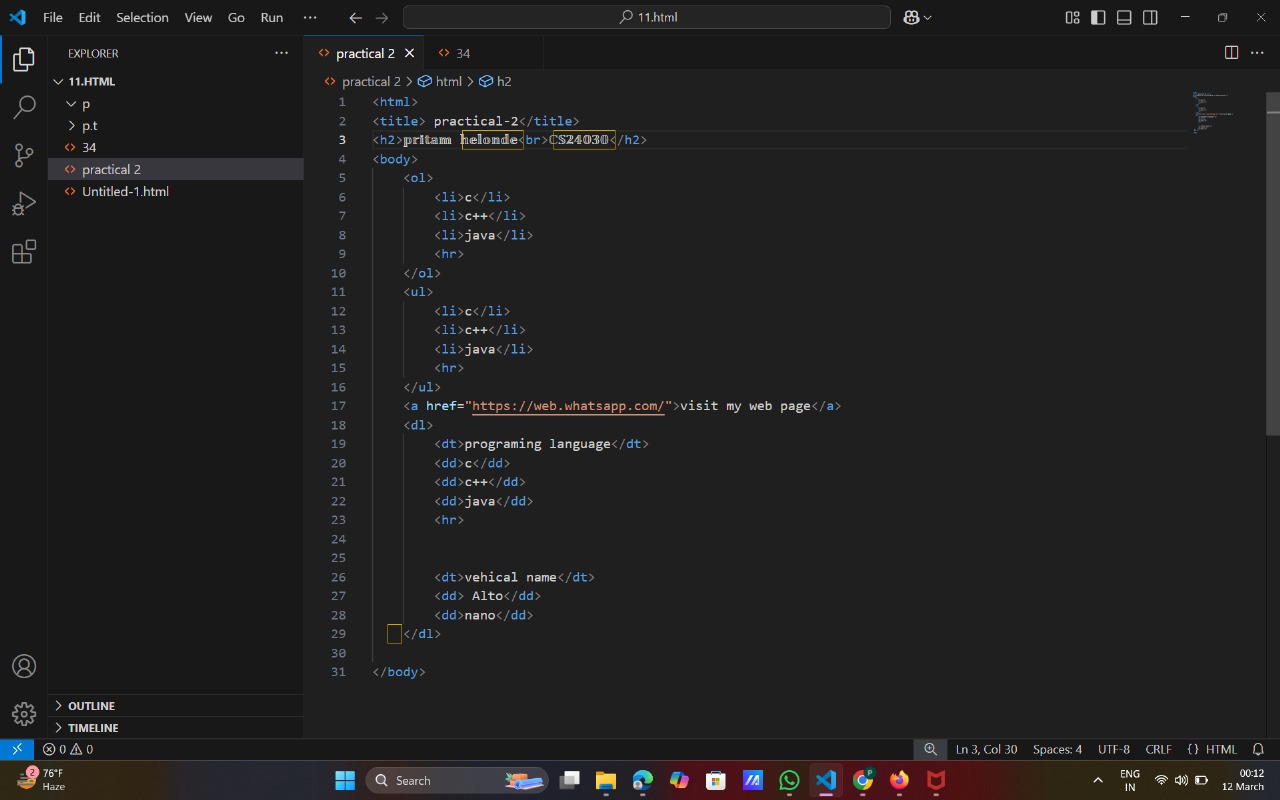 File Edit Selection View Go Run ··· 11.html
EXPLORER ···
11.HTML
p
p.t
34
practical 2
Untitled-1.html
OUTLINE
TIMELINE
practical 2 34 ···
practical 2 > html > h2
1 <html>
2 <title> practical-2</title>
3 <h2>𝐩𝐫𝐈𝐭𝐚𝐦 𝐡𝐞𝐥𝐨𝐧𝐝𝐞<br>ℂ𝕊𝟚𝟜𝟘𝟛𝟘</h2>
4 <body>
5 <ol>
6 <li>c</li>
7 <li>c++</li>
8 <li>java</li>
9 <hr>
10 </ol>
11 <ul>
12 <li>c</li>
13 <li>c++</li>
14 <li>java</li>
15 <hr>
16 </ul>
17 <a href="https://web.whatsapp.com/">visit my web page</a>
18 <dl>
19 <dt>programing language</dt>
20 <dd>c</dd>
21 <dd>c++</dd>
22 <dd>java</dd>
23 <hr>
24
25
26 <dt>vehical name</dt>
27 <dd> Alto</dd>
28 <dd>nano</dd>
29 </dl>
30
31 </body>
0 0 Ln 3, Col 30 Spaces: 4 UTF-8 CRLF {} HTML
2 76°F
Haze
Search
P
ENG
IN
00:12
12 March